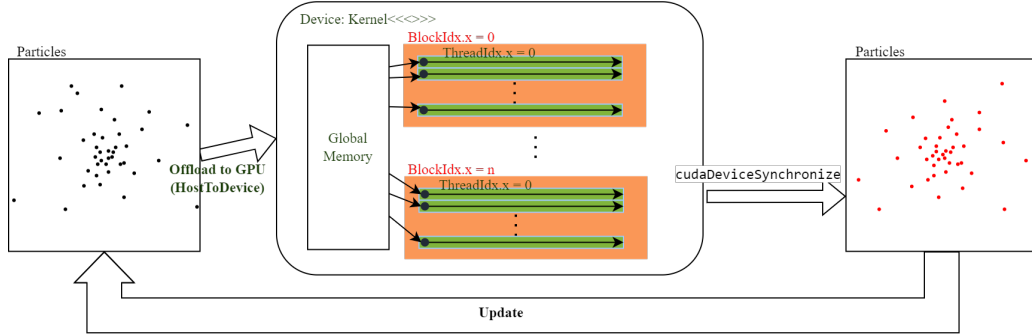 Device: Kernel<<<>>>
Particles
BlockIdx.x = 0
ThreadIdx.x = 0
Global
Memory
Offload to GPU
(HostToDevice)
BlockIdx.x = n
ThreadIdx.x = 0
cudaDeviceSynchronize
Particles
Update